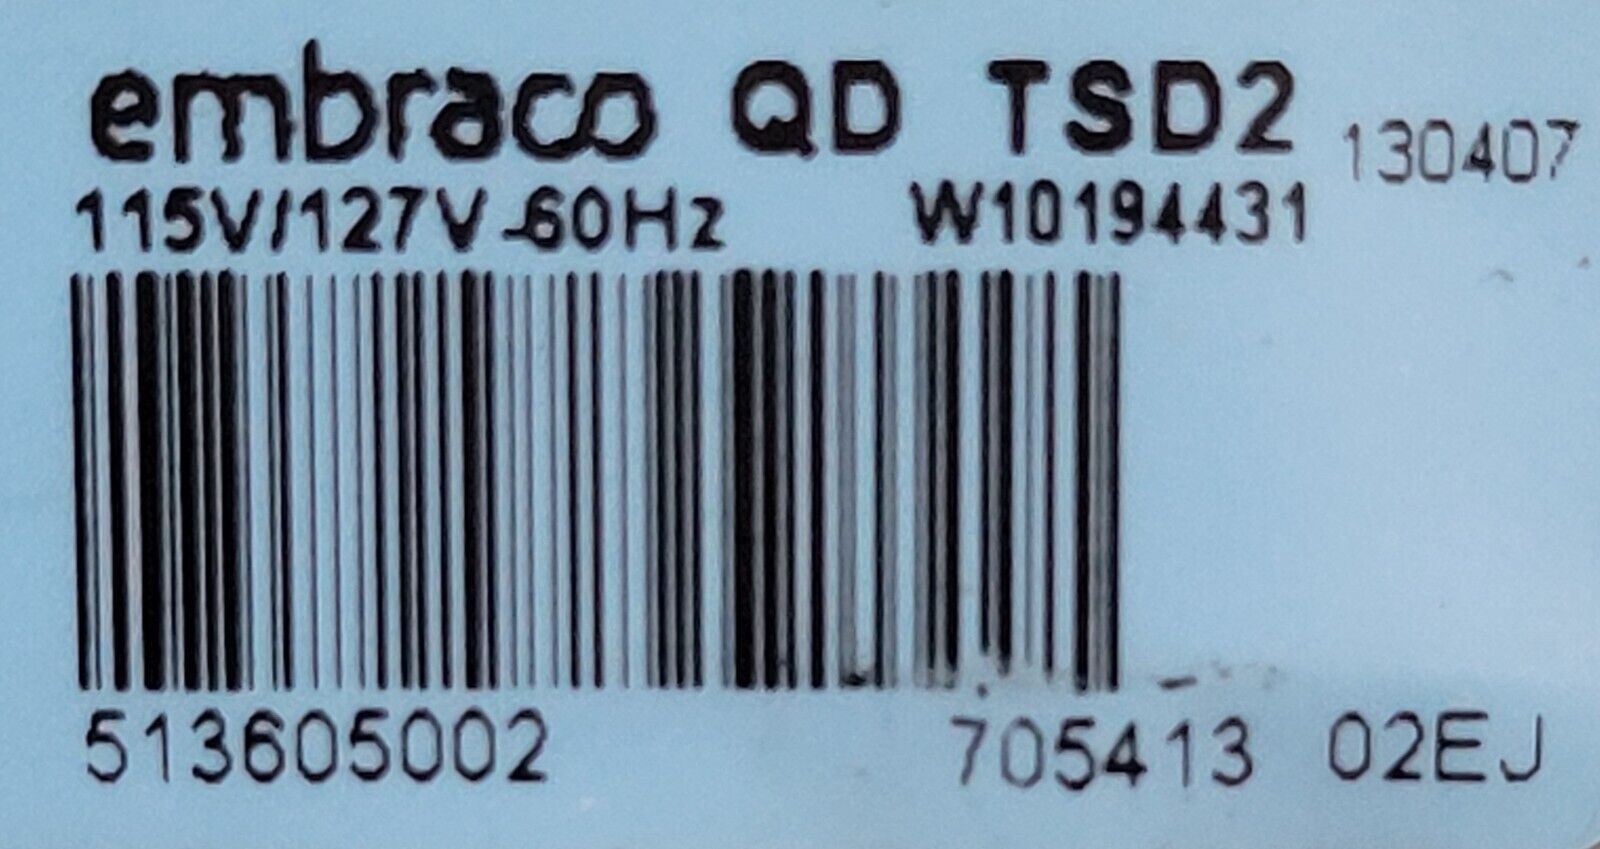 embraco QD TSD2 130407
115V/127V-60Hz W10194431
513605002 705413 02EJ